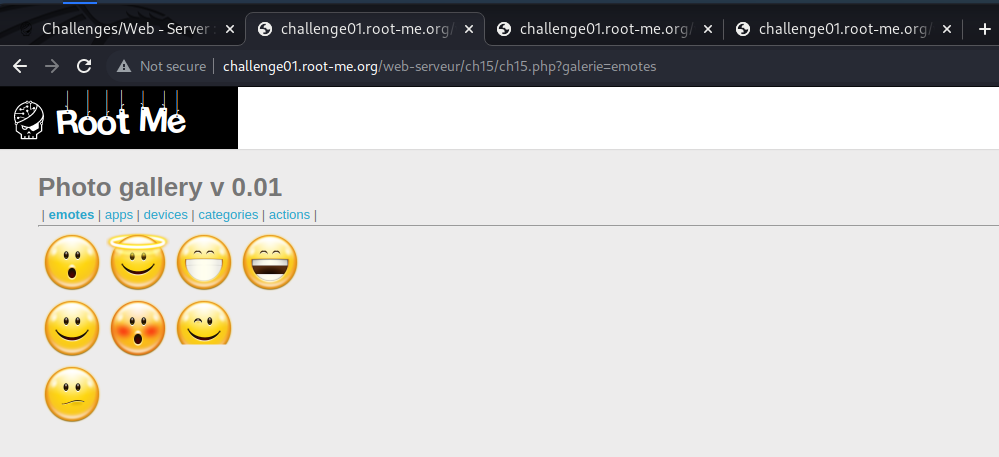 Challenges/Web - Server
challenge01.root-me.org/
challenge01.root-me.org/
challenge01.root-me.org/
Not secure | challenge01.root-me.org/web-serveur/ch15/ch15.php?galerie=emotes
Root Me
Photo gallery v 0.01
| emotes | apps | devices | categories | actions |